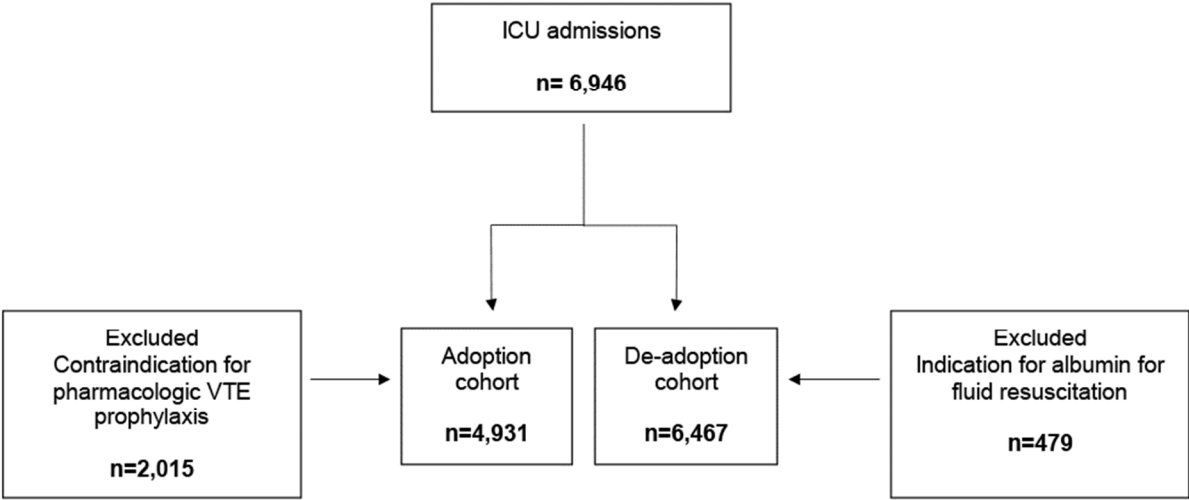 ICU admissions
n= 6,946
Excluded
Contraindication for
pharmacologic VTE
prophylaxis
n=2,015
Adoption
cohort
n=4,931
De-adoption
cohort
n=6,467
Excluded
Indication for albumin for
fluid resuscitation
n=479